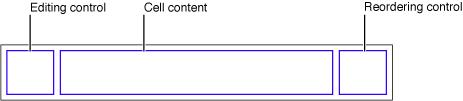 Editing control
Cell content
Reordering control